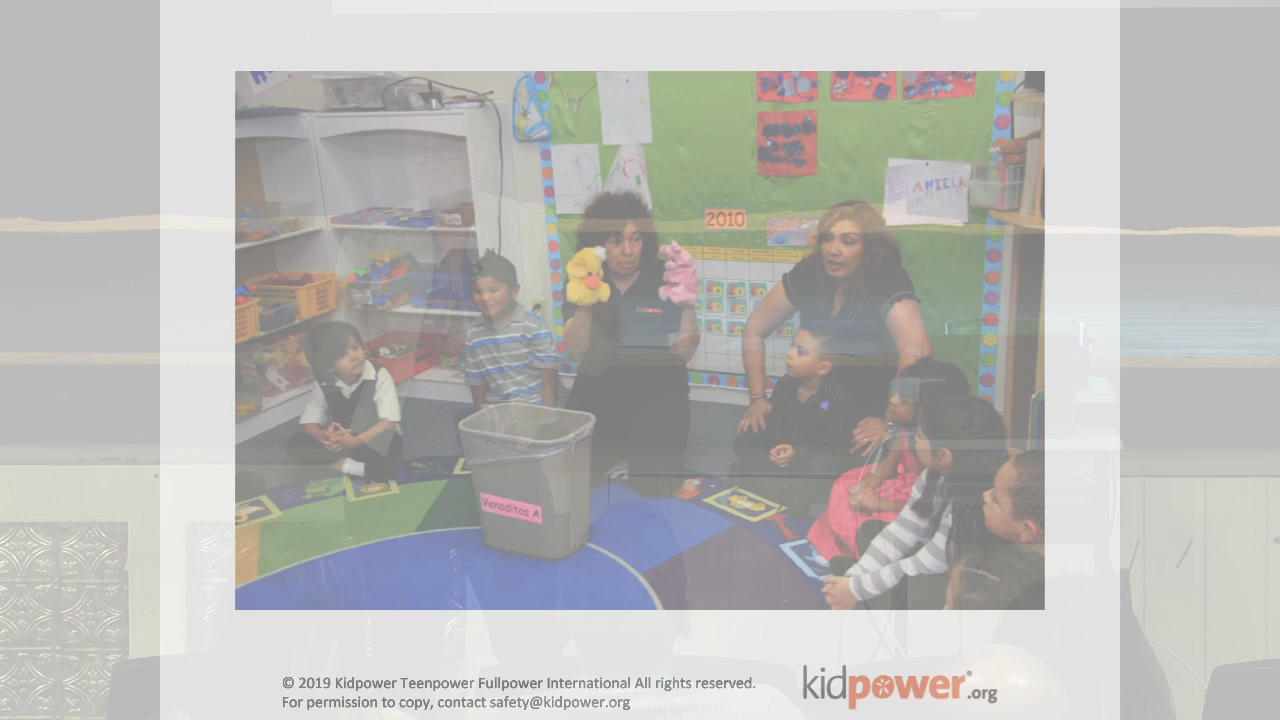 2010
ANIELA
Venaditos A
© 2019 Kidpower Teenpower Fullpower International All rights reserved.
For permission to copy, contact safety@kidpower.org
kidpower.org